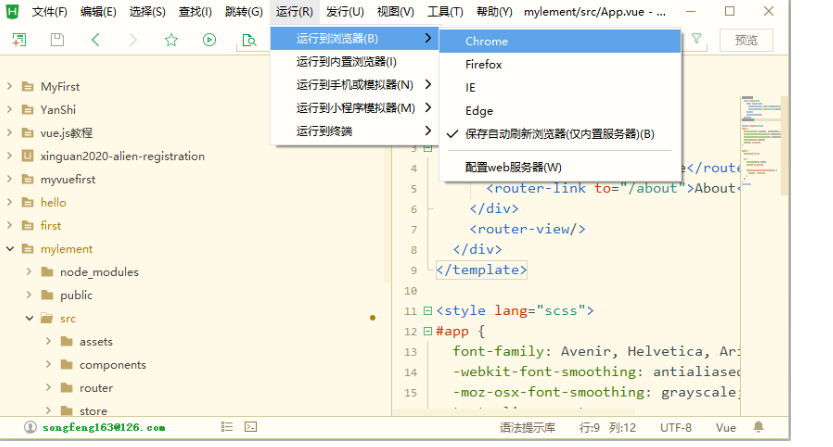 文件(F) 编辑(E) 选择(S) 查找(I) 跳转(G) 运行(R) 发行(U) 视图(V) 工具(T) 帮助(Y) mylement/src/App.vue - ...
预览
运行到浏览器(B)
运行到内置浏览器(I)
运行到手机或模拟器(N)
运行到小程序模拟器(M)
运行到终端
Chrome
Firefox
IE
Edge
保存自动刷新浏览器(仅内置服务器)(B)
配置web服务器(W)
MyFirst
YanShi
vue.js教程
xinguan2020-alien-registration
myvuefirst
hello
first
mylement
node_modules
public
src
assets
components
router
store
3
4 e</route
5 <router-link to="/about">About<
6 </div>
7 <router-view/>
8 </div>
9 </template>
10
11 <style lang="scss">
12 #app {
13 font-family: Avenir, Helvetica, Ari
14 -webkit-font-smoothing: antialiased
15 -moz-osx-font-smoothing: grayscale;
songfeng163@126.com 语法提示库 行:9 列:12 UTF-8 Vue